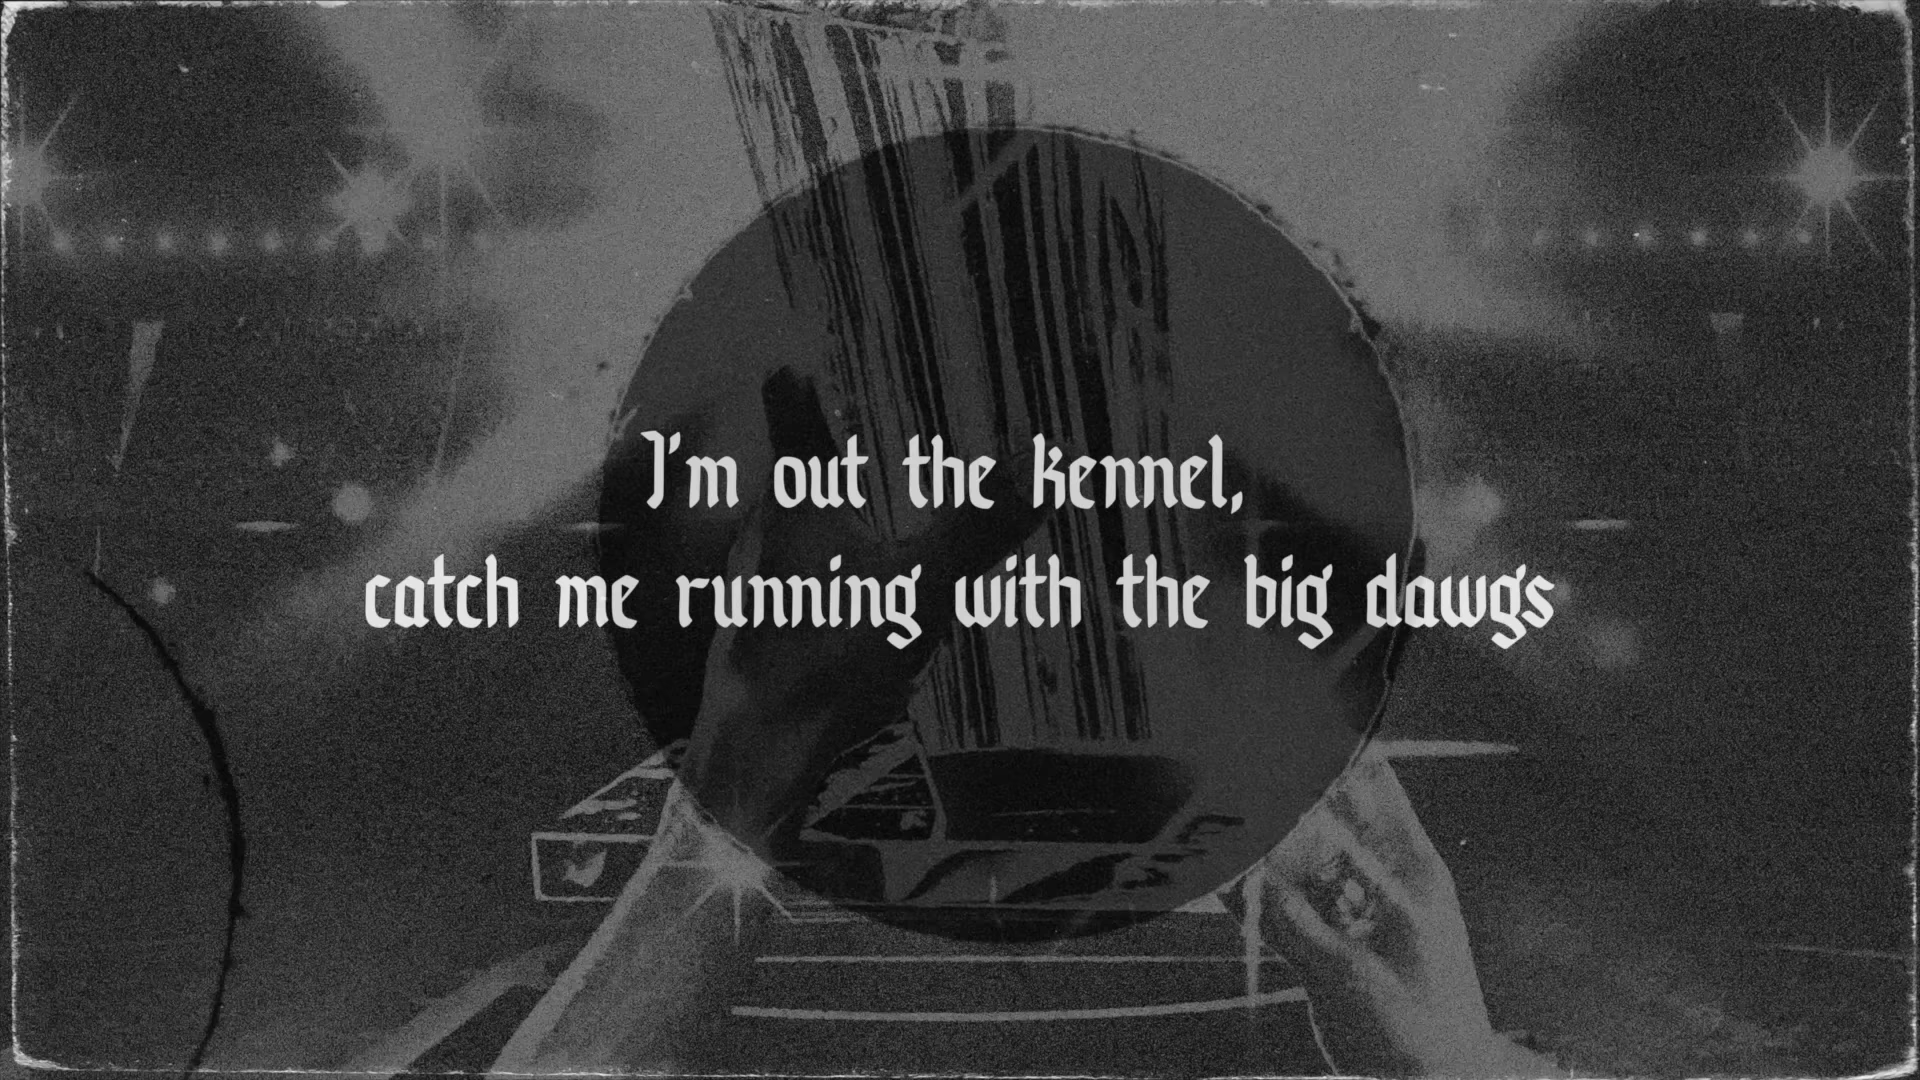 I'm out the kennel,
catch me running with the big dawgs